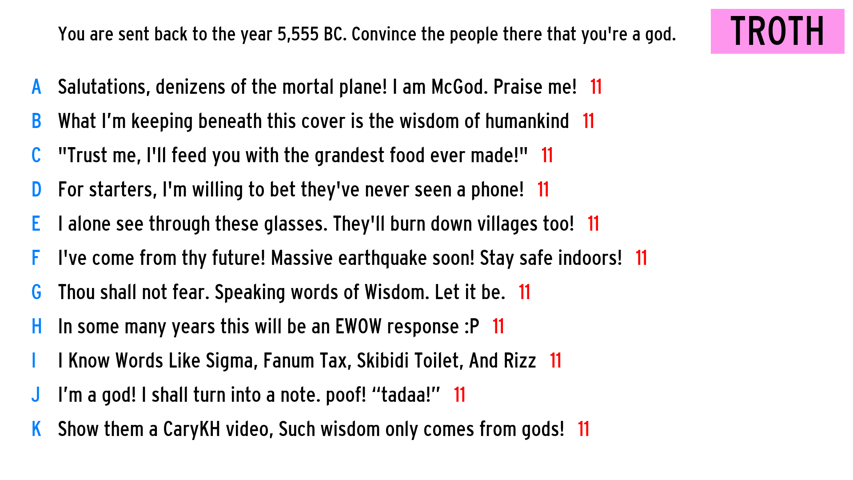 You are sent back to the year 5,555 BC. Convince the people there that you're a god.
TROTH
A Salutations, denizens of the mortal plane! I am McGod. Praise me! 11
B What I’m keeping beneath this cover is the wisdom of humankind 11
C "Trust me, I'll feed you with the grandest food ever made!" 11
D For starters, I'm willing to bet they've never seen a phone! 11
E I alone see through these glasses. They'll burn down villages too! 11
F I've come from thy future! Massive earthquake soon! Stay safe indoors! 11
G Thou shall not fear. Speaking words of Wisdom. Let it be. 11
H In some many years this will be an EWOW response :P 11
I I Know Words Like Sigma, Fanum Tax, Skibidi Toilet, And Rizz 11
J I’m a god! I shall turn into a note. poof! “tadaa!” 11
K Show them a CaryKH video, Such wisdom only comes from gods! 11